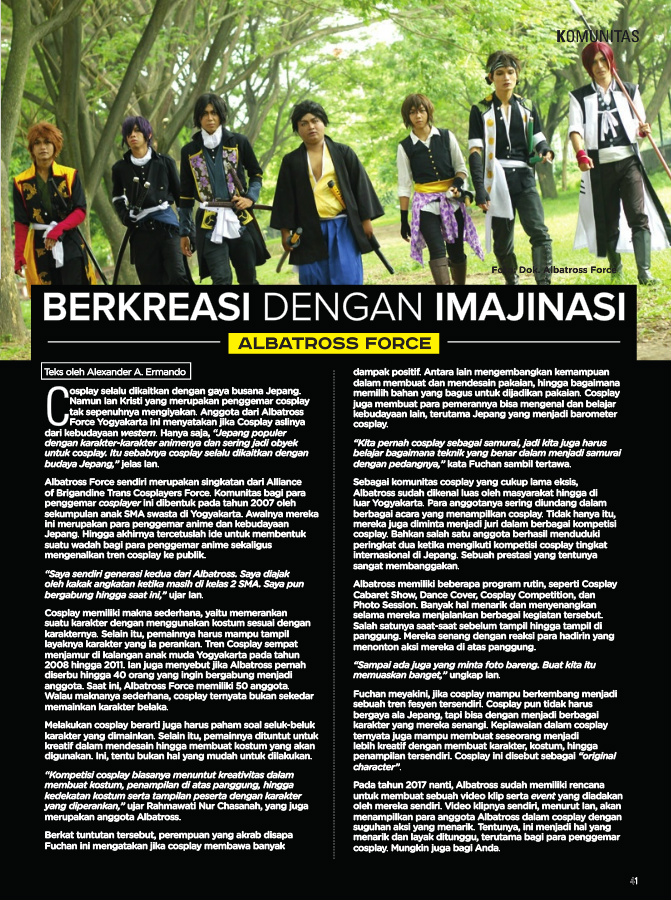 KOMUNITAS
Foto: Dok. Albatross Force
BERKREASI DENGAN IMAJINASI
ALBATROSS FORCE
Teks oleh Alexander A. Ermando
Cosplay selalu dikaitkan dengan gaya busana Jepang.
Namun Ian Kristi yang merupakan penggemar cosplay
tak sepenuhnya mengiyakan. Anggota dari Albatross
Force Yogyakarta ini menyatakan jika Cosplay aslinya
dari kebudayaan western. Hanya saja, “Jepang populer
dengan karakter-karakter animenya dan sering jadi obyek
untuk cosplay. Itu sebabnya cosplay selalu dikaitkan dengan
budaya Jepang,” jelas Ian.
Albatross Force sendiri merupakan singkatan dari Alliance
of Brigandine Trans Cosplayers Force. Komunitas bagi para
penggemar cosplayer ini dibentuk pada tahun 2007 oleh
sekumpulan anak SMA swasta di Yogyakarta. Awalnya mereka
ini merupakan para penggemar anime dan kebudayaan
Jepang. Hingga akhirnya tercetuslah ide untuk membentuk
suatu wadah bagi para penggemar anime sekaligus
mengenalkan tren cosplay ke publik.
“Saya sendiri generasi kedua dari Albatross. Saya diajak
oleh kakak angkatan ketika masih di kelas 2 SMA. Saya pun
bergabung hingga saat ini,” ujar Ian.
Cosplay memiliki makna sederhana, yaitu memerankan
suatu karakter dengan menggunakan kostum sesuai dengan
karakternya. Selain itu, pemainnya harus mampu tampil
layaknya karakter yang ia perankan. Tren Cosplay sempat
menjamur di kalangan anak muda Yogyakarta pada tahun
2008 hingga 2011. Ian juga menyebut jika Albatross pernah
diserbu hingga 40 orang yang ingin bergabung menjadi
anggota. Saat ini, Albatross Force memiliki 50 anggota.
Walau maknanya sederhana, cosplay ternyata bukan sekedar
memainkan karakter belaka.
Melakukan cosplay berarti juga harus paham soal seluk-beluk
karakter yang dimainkan. Selain itu, pemainnya dituntut untuk
kreatif dalam mendesain hingga membuat kostum yang akan
digunakan. Ini, tentu bukan hal yang mudah untuk dilakukan.
“Kompetisi cosplay biasanya menuntut kreativitas dalam
membuat kostum, penampilan di atas panggung, hingga
kedekatan kostum serta tampilan peserta dengan karakter
yang diperankan,” ujar Rahmawati Nur Chasanah, yang juga
merupakan anggota Albatross.
Berkat tuntutan tersebut, perempuan yang akrab disapa
Fuchan ini mengatakan jika cosplay membawa banyak
dampak positif. Antara lain mengembangkan kemampuan
dalam membuat dan mendesain pakaian, hingga bagaimana
memilih bahan yang bagus untuk dijadikan pakaian. Cosplay
juga membuat para pemerannya bisa mengenal dan belajar
kebudayaan lain, terutama Jepang yang menjadi barometer
cosplay.
“Kita pernah cosplay sebagai samurai, jadi kita juga harus
belajar bagaimana teknik yang benar dalam menjadi samurai
dengan pedangnya,” kata Fuchan sambil tertawa.
Sebagai komunitas cosplay yang cukup lama eksis,
Albatross sudah dikenal luas oleh masyarakat hingga di
luar Yogyakarta. Para anggotanya sering diundang dalam
berbagai acara yang menampilkan cosplay. Tidak hanya itu,
mereka juga diminta menjadi juri dalam berbagai kompetisi
cosplay. Bahkan salah satu anggota berhasil menduduki
peringkat dua ketika mengikuti kompetisi cosplay tingkat
internasional di Jepang. Sebuah prestasi yang tentunya
sangat membanggakan.
Albatross memiliki beberapa program rutin, seperti Cosplay
Cabaret Show, Dance Cover, Cosplay Competition, dan
Photo Session. Banyak hal menarik dan menyenangkan
selama mereka menjalankan berbagai kegiatan tersebut.
Salah satunya saat-saat sebelum tampil hingga tampil di
panggung. Mereka senang dengan reaksi para hadirin yang
menonton aksi mereka di atas panggung.
“Sampai ada juga yang minta foto bareng. Buat kita itu
memuaskan banget,” ungkap Ian.
Fuchan meyakini, jika cosplay mampu berkembang menjadi
sebuah tren fesyen tersendiri. Cosplay pun tidak harus
bergaya ala Jepang, tapi bisa dengan menjadi berbagai
karakter yang mereka senangi. Kepiawaian dalam cosplay
ternyata juga mampu membuat seseorang menjadi
lebih kreatif dengan membuat karakter, kostum, hingga
penampilan tersendiri. Cosplay ini disebut sebagai “original
character”.
Pada tahun 2017 nanti, Albatross sudah memiliki rencana
untuk membuat sebuah video klip serta event yang diadakan
oleh mereka sendiri. Video klipnya sendiri, menurut Ian, akan
menampilkan para anggota Albatross dalam cosplay dengan
suguhan aksi yang menarik. Tentunya, ini menjadi hal yang
menarik dan layak ditunggu, terutama bagi para penggemar
cosplay. Mungkin juga bagi Anda.
41